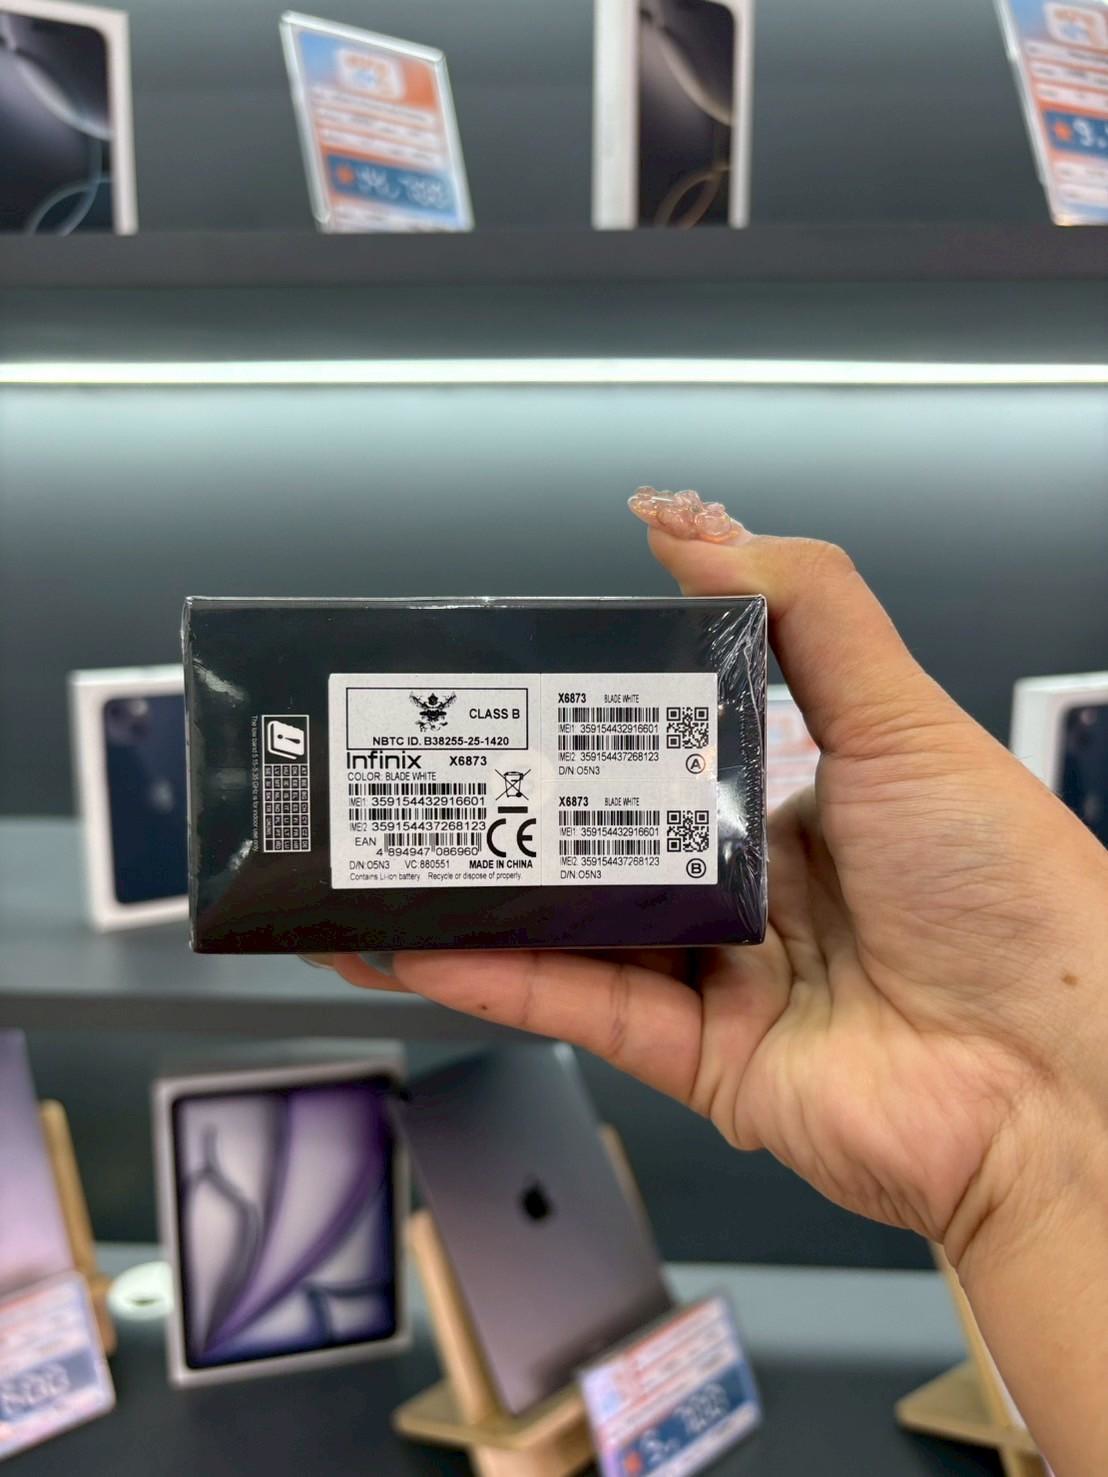 CLASS B
NBTC ID. B38255-25-1420
Infinix X6873
COLOR: BLADE WHITE
IMEI1 359154432916601
IMEI2 359154437268123
EAN
4 894947 086960
D/N:O5N3 VC:880551 MADE IN CHINA
Contains Li-ion battery. Recycle or dispose of properly.
CE
X6873 BLADE WHITE
IMEI1 359154432916601
IMEI2 359154437268123
D/N:O5N3
A
X6873 BLADE WHITE
IMEI1 359154432916601
IMEI2 359154437268123
D/N:O5N3
B